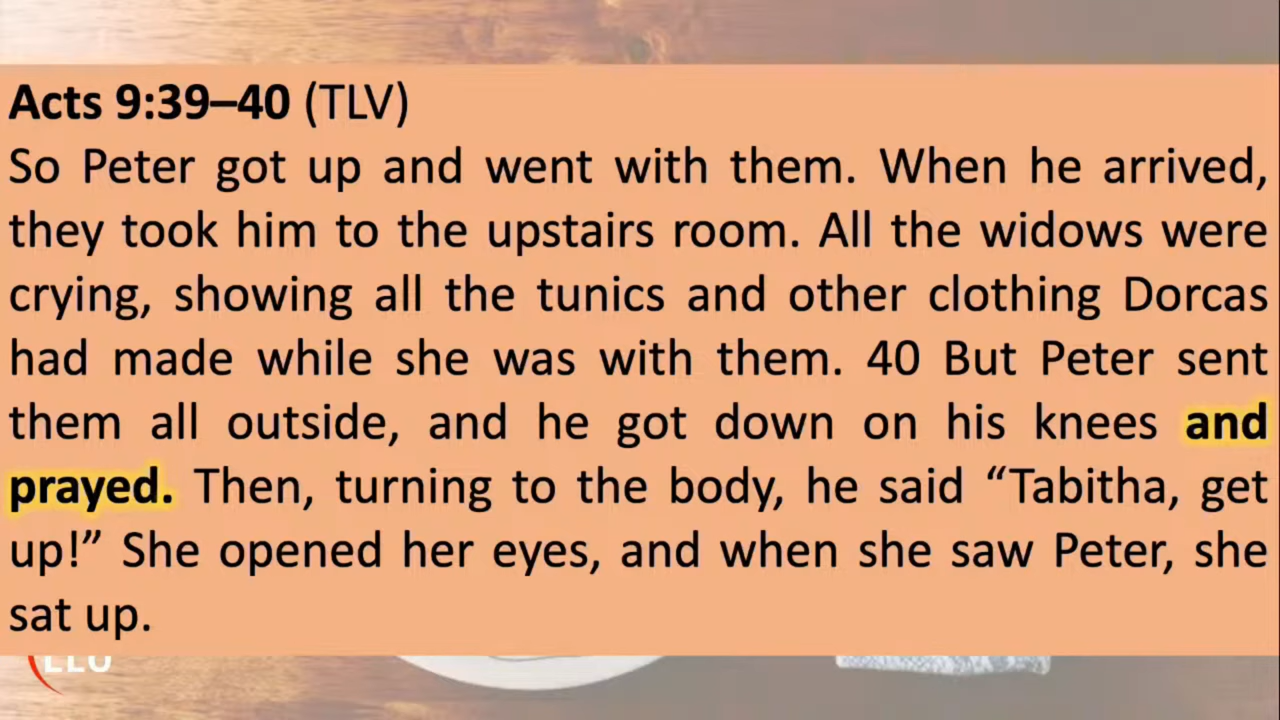 Acts 9:39–40 (TLV)
So Peter got up and went with them. When he arrived,
they took him to the upstairs room. All the widows were
crying, showing all the tunics and other clothing Dorcas
had made while she was with them. 40 But Peter sent
them all outside, and he got down on his knees and
prayed. Then, turning to the body, he said “Tabitha, get
up!” She opened her eyes, and when she saw Peter, she
sat up.